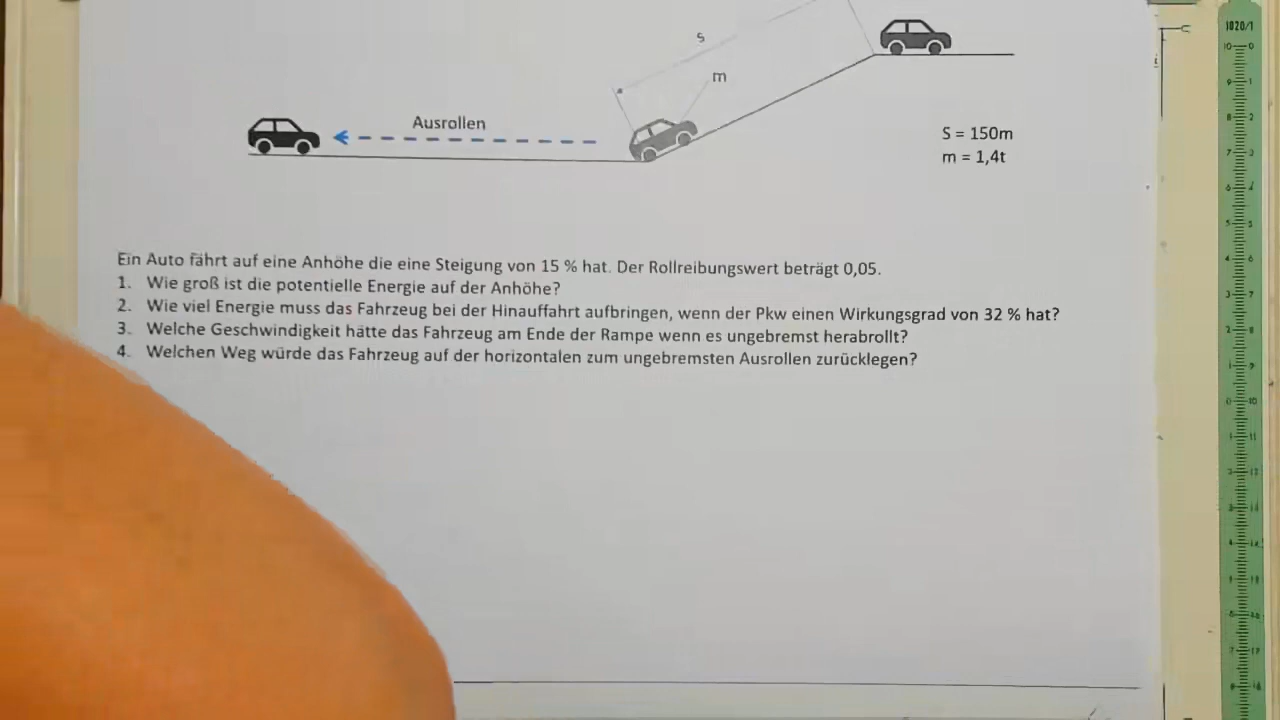 s
m
Ausrollen
S = 150m
m = 1,4t
Ein Auto fährt auf eine Anhöhe die eine Steigung von 15 % hat. Der Rollreibungswert beträgt 0,05.
1. Wie groß ist die potentielle Energie auf der Anhöhe?
2. Wie viel Energie muss das Fahrzeug bei der Hinauffahrt aufbringen, wenn der Pkw einen Wirkungsgrad von 32 % hat?
3. Welche Geschwindigkeit hätte das Fahrzeug am Ende der Rampe wenn es ungebremst herabrollt?
4. Welchen Weg würde das Fahrzeug auf der horizontalen zum ungebremsten Ausrollen zurücklegen?
1020/1